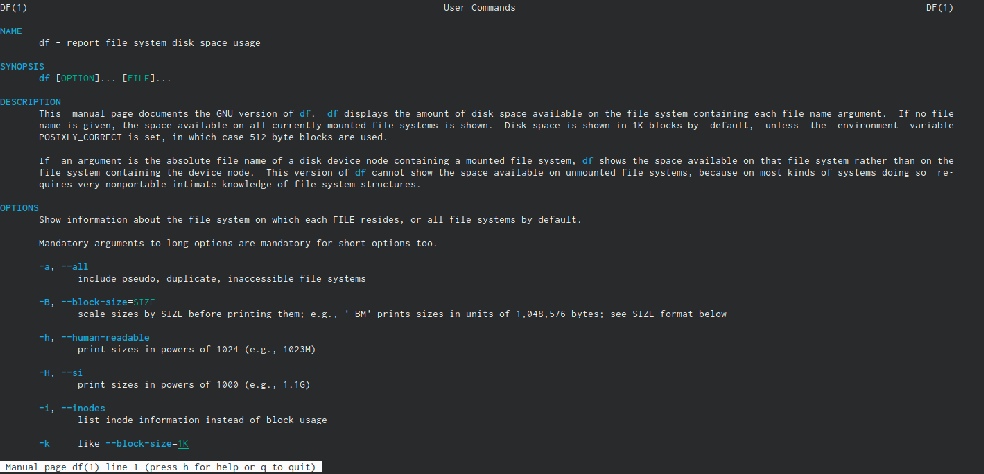 DF(1) User Commands DF(1)
NAME
df - report file system disk space usage
SYNOPSIS
df [OPTION]... [FILE]...
DESCRIPTION
This manual page documents the GNU version of df. df displays the amount of disk space available on the file system containing each file name argument. If no file
name is given, the space available on all currently mounted file systems is shown. Disk space is shown in 1K blocks by default, unless the environment variable
POSIXLY_CORRECT is set, in which case 512-byte blocks are used.
If an argument is the absolute file name of a disk device node containing a mounted file system, df shows the space available on that file system rather than on the
file system containing the device node. This version of df cannot show the space available on unmounted file systems, because on most kinds of systems doing so re-
quires very nonportable intimate knowledge of file system structures.
OPTIONS
Show information about the file system on which each FILE resides, or all file systems by default.
Mandatory arguments to long options are mandatory for short options too.
-a, --all
include pseudo, duplicate, inaccessible file systems
-B, --block-size=SIZE
scale sizes by SIZE before printing them; e.g., '-BM' prints sizes in units of 1,048,576 bytes; see SIZE format below
-h, --human-readable
print sizes in powers of 1024 (e.g., 1023M)
-H, --si
print sizes in powers of 1000 (e.g., 1.1G)
-i, --inodes
list inode information instead of block usage
-k like --block-size=1K
Manual page df(1) line 1 (press h for help or q to quit)